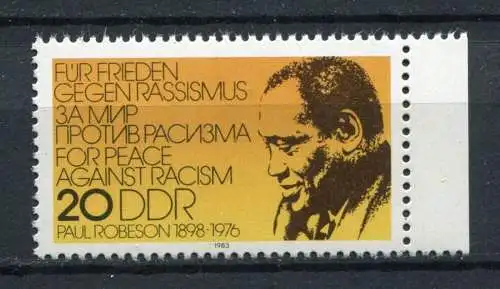 FÜR FRIEDEN
GEGEN RASSISMUS
ЗА МИР
ПРОТИВ РАСИЗМА
FOR PEACE
AGAINST RACISM
20 DDR
PAUL ROBESON 1898-1976
1983